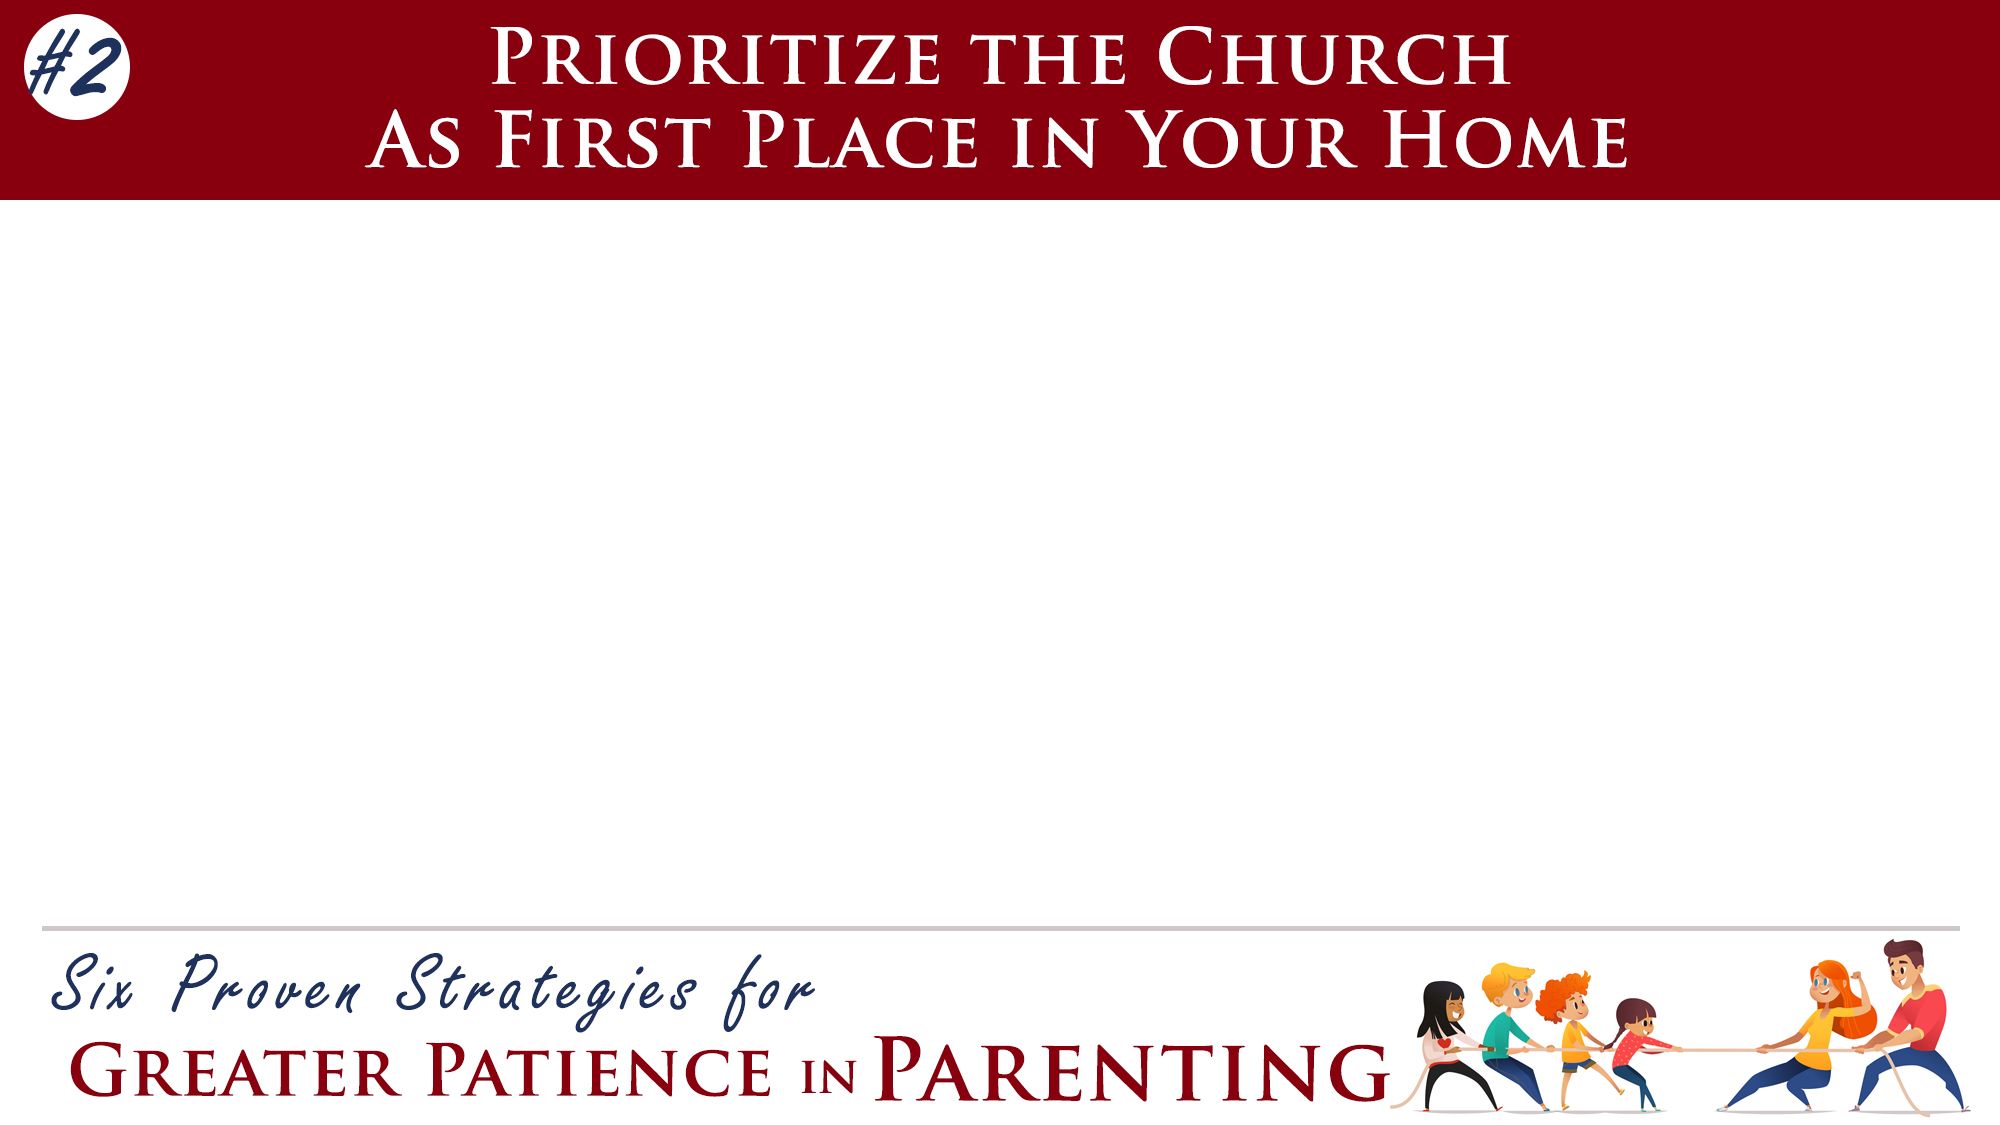 #2
Prioritize the Church
As First Place in Your Home
Six Proven Strategies for
Greater Patience in Parenting